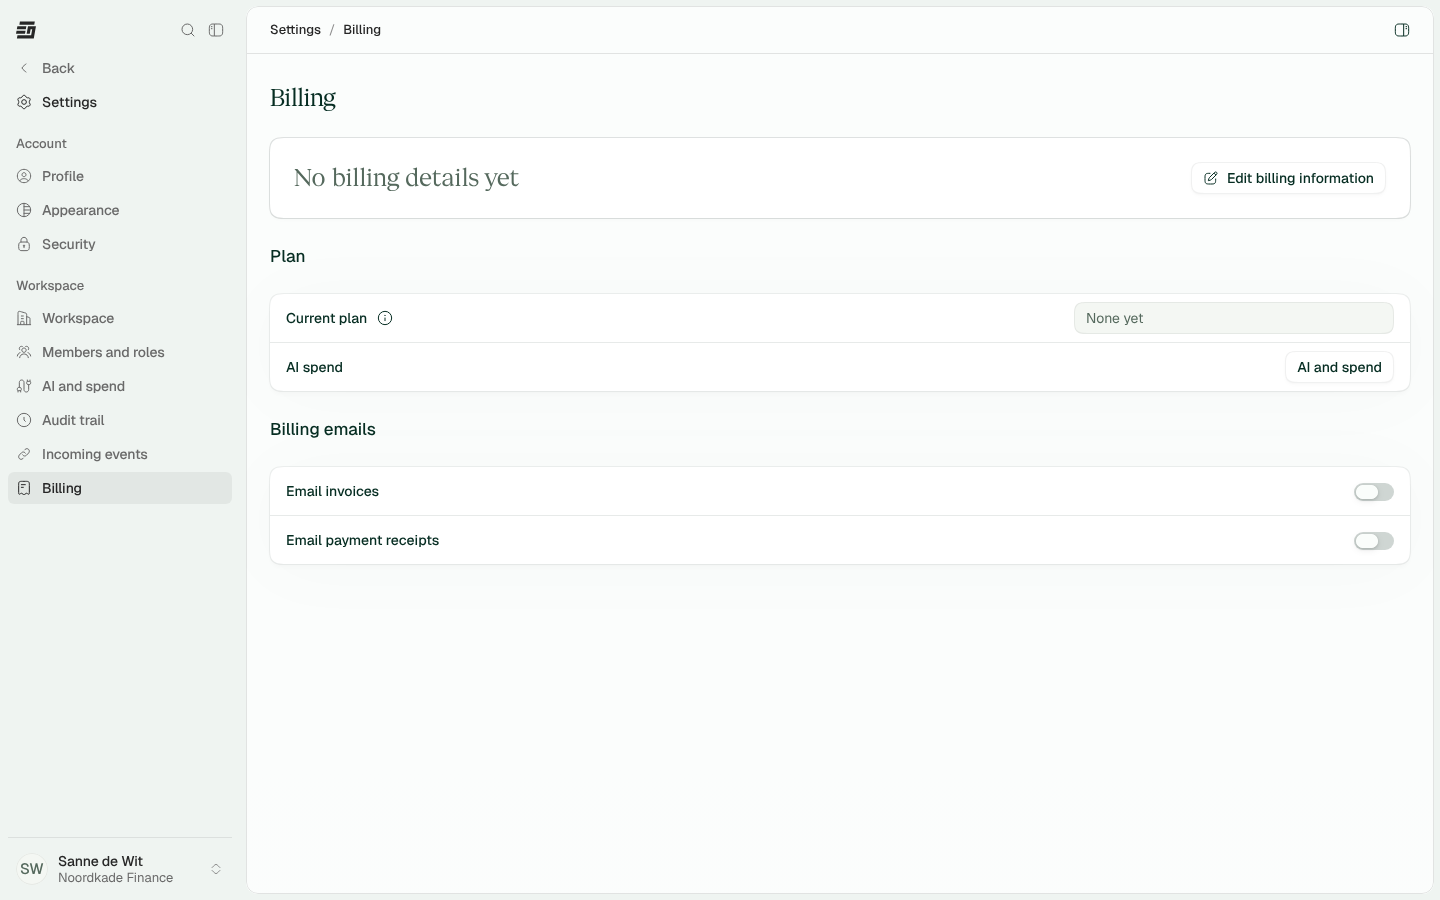 Settings / Billing
Back
Settings
Account
Profile
Appearance
Security
Workspace
Workspace
Members and roles
AI and spend
Audit trail
Incoming events
Billing
Sanne de Wit
SW
Noordkade Finance
Billing
No billing details yet
Edit billing information
Plan
Current plan
None yet
AI spend
AI and spend
Billing emails
Email invoices
Email payment receipts